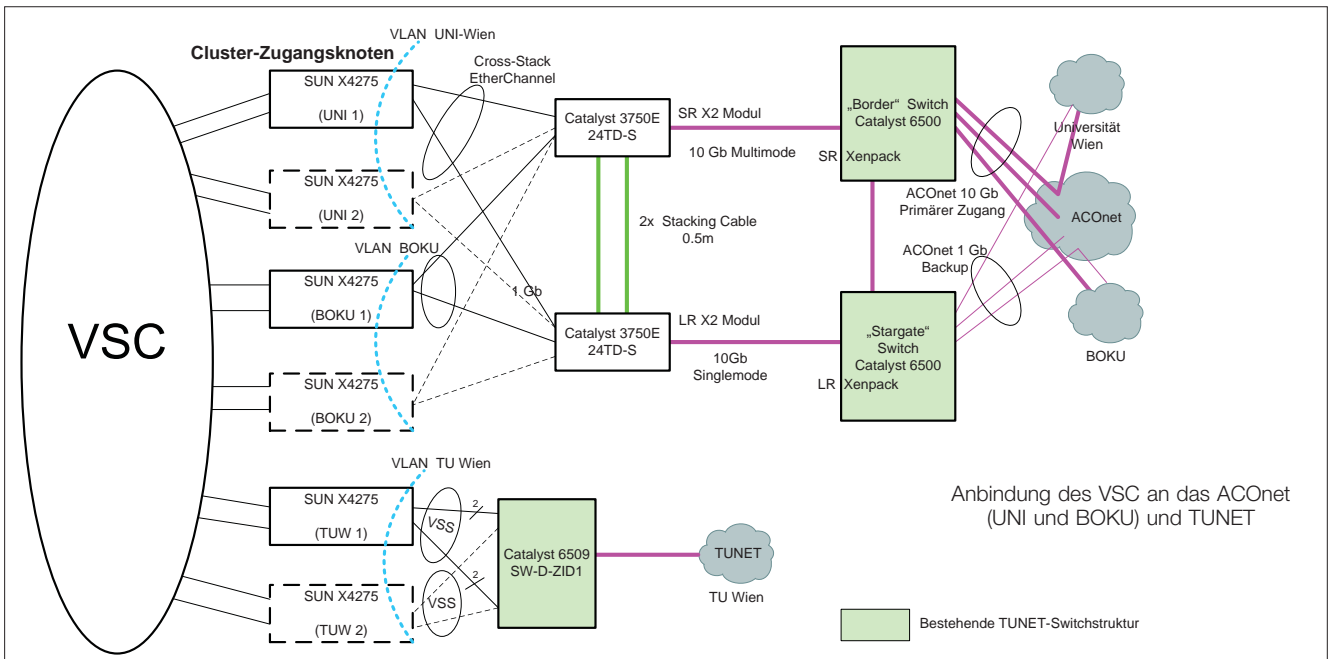 VLAN UNI-Wien
Cluster-Zugangsknoten
SUN X4275
(UNI 1)
Cross-Stack
EtherChannel
SUN X4275
(UNI 2)
VLAN BOKU
SUN X4275
(BOKU 1)
1 Gb
SUN X4275
(BOKU 2)
VSC
VLAN TU Wien
SUN X4275
(TUW 1)
VSS
2
SUN X4275
(TUW 2)
VSS
2
Catalyst 3750E
24TD-S
SR X2 Modul
10 Gb Multimode
2x Stacking Cable
0.5m
Catalyst 3750E
24TD-S
LR X2 Modul
10Gb
Singlemode
„Border“ Switch
Catalyst 6500
SR Xenpack
„Stargate“
Switch
Catalyst 6500
LR Xenpack
ACOnet 10 Gb
Primärer Zugang
ACOnet 1 Gb
Backup
Universität
Wien
ACOnet
BOKU
Catalyst 6509
SW-D-ZID1
TUNET
TU Wien
Anbindung des VSC an das ACOnet
(UNI und BOKU) und TUNET
Bestehende TUNET-Switchstruktur